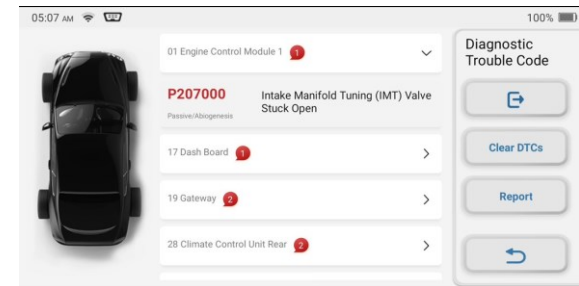 05:07 AM
100%
01 Engine Control Module 1 1
P207000 Intake Manifold Tuning (IMT) Valve
Stuck Open
Passive/Abiogenesis
17 Dash Board 1
19 Gateway 2
28 Climate Control Unit Rear 2
Diagnostic
Trouble Code
Clear DTCs
Report